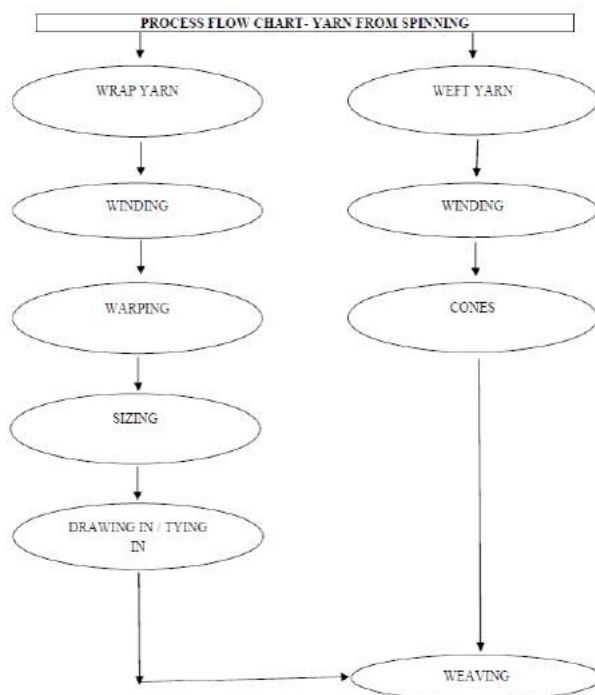 PROCESS FLOW CHART- YARN FROM SPINNING
WRAP YARN
WEFT YARN
WINDING
WINDING
WARPING
CONES
SIZING
DRAWING IN / TYING
IN
WEAVING